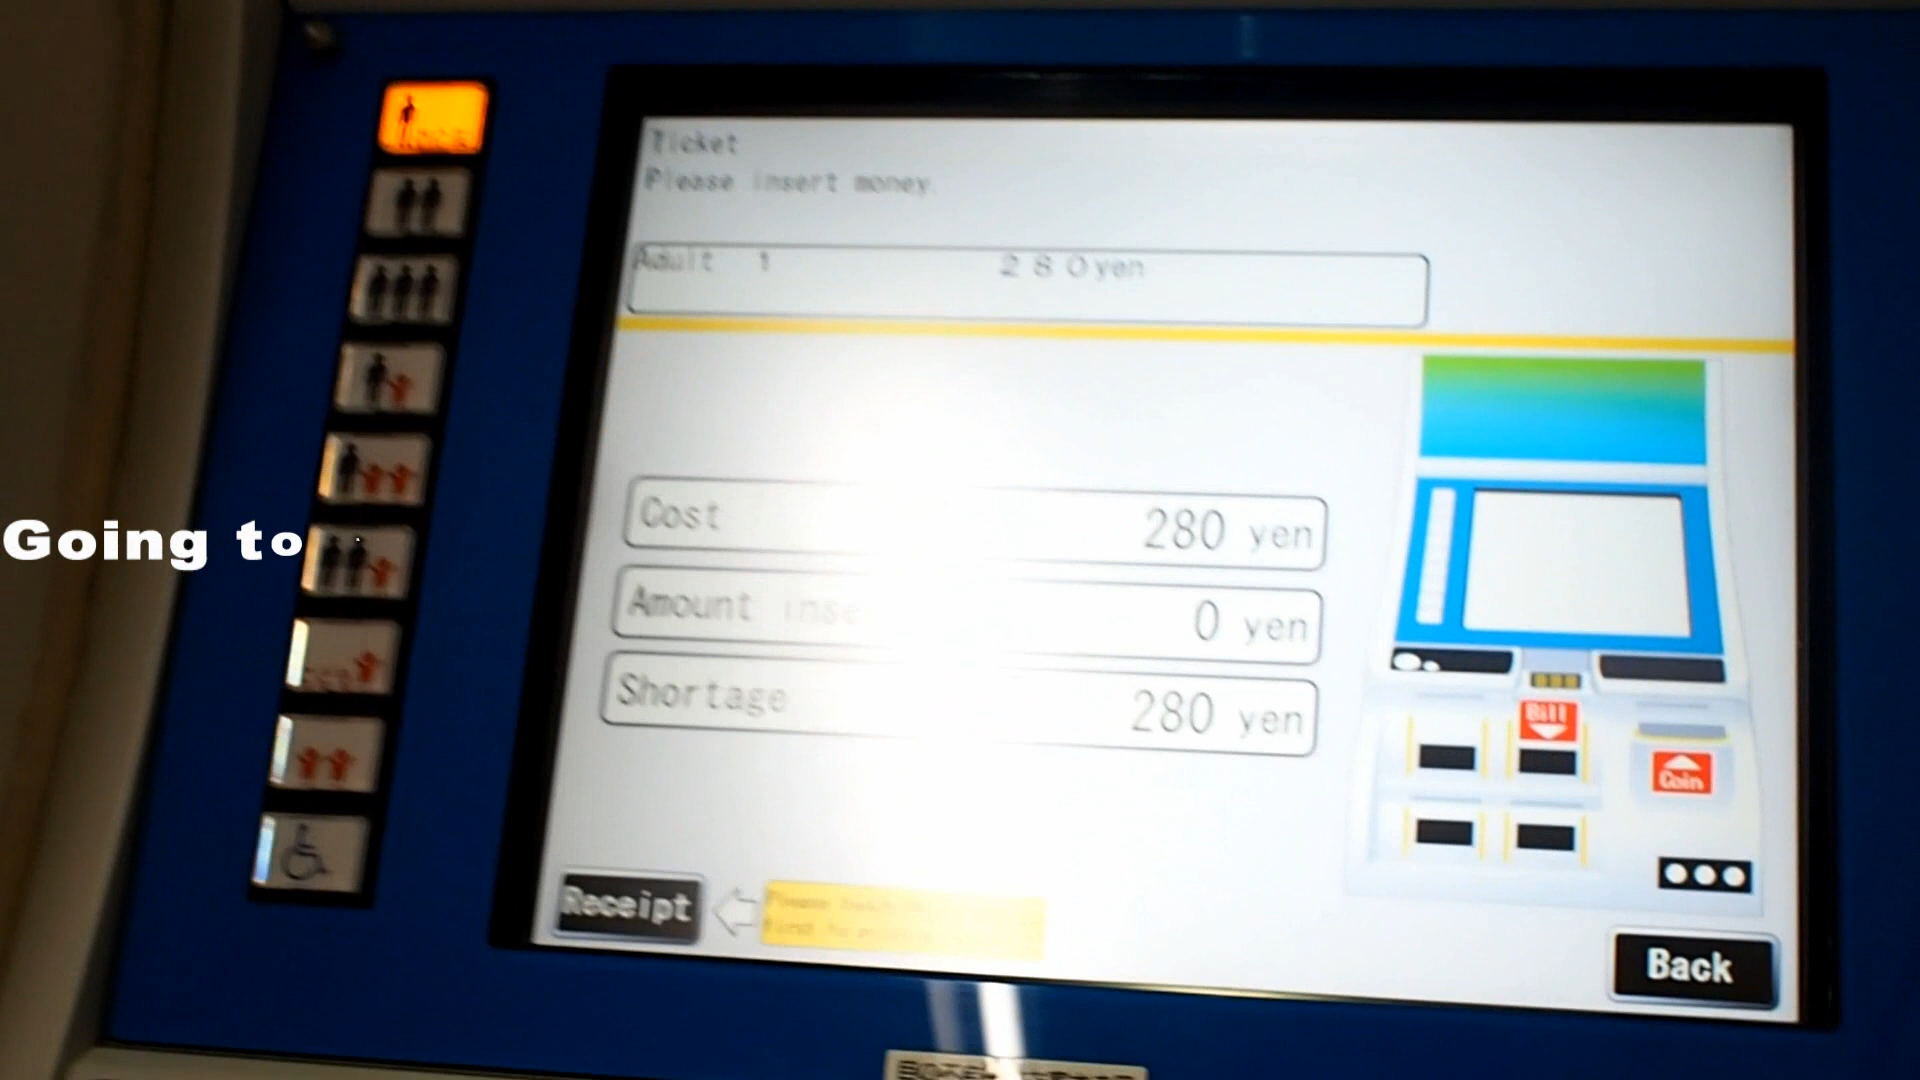 Ticket
Please insert money.
Adult 1 280yen
Going to
Cost 280 yen
Amount inse 0 yen
Shortage 280 yen
Bill
Coin
Receipt
Please
Back